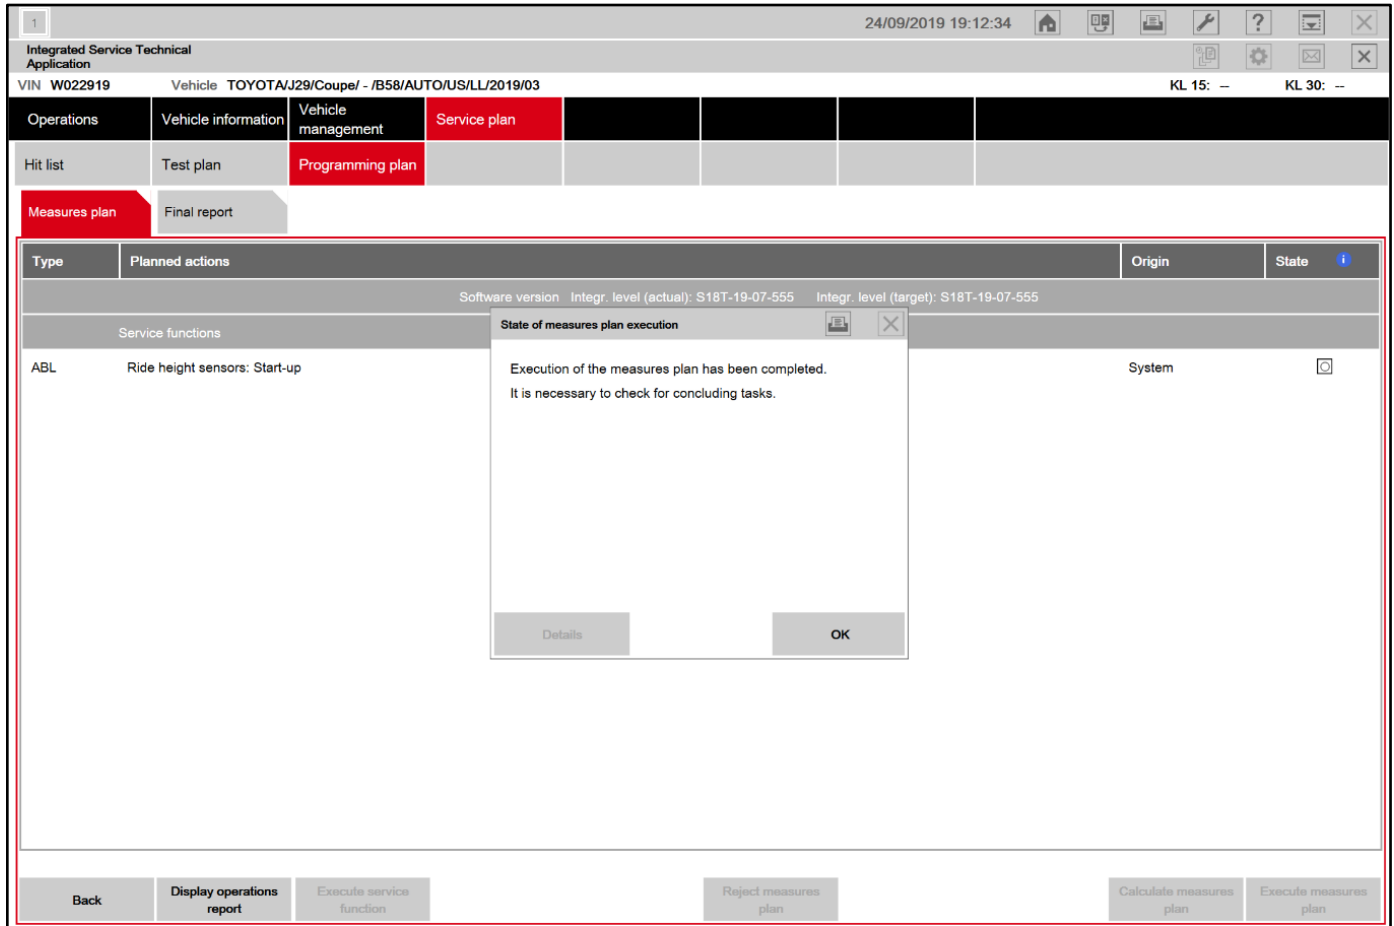 1
24/09/2019 19:12:34
?
Integrated Service Technical
Application
VIN W022919 Vehicle TOYOTA/J29/Coupe/ - /B58/AUTO/US/LL/2019/03 KL 15: -- KL 30: --
Operations Vehicle information Vehicle
management Service plan
Hit list Test plan Programming plan
Measures plan Final report
Type Planned actions Origin State i
Software version Integr. level (actual): S18T-19-07-555 Integr. level (target): S18T-19-07-555
Service functions
ABL Ride height sensors: Start-up System
State of measures plan execution
Execution of the measures plan has been completed.
It is necessary to check for concluding tasks.
Details OK
Back Display operations
report Execute service
function Reject measures
plan Calculate measures
plan Execute measures
plan